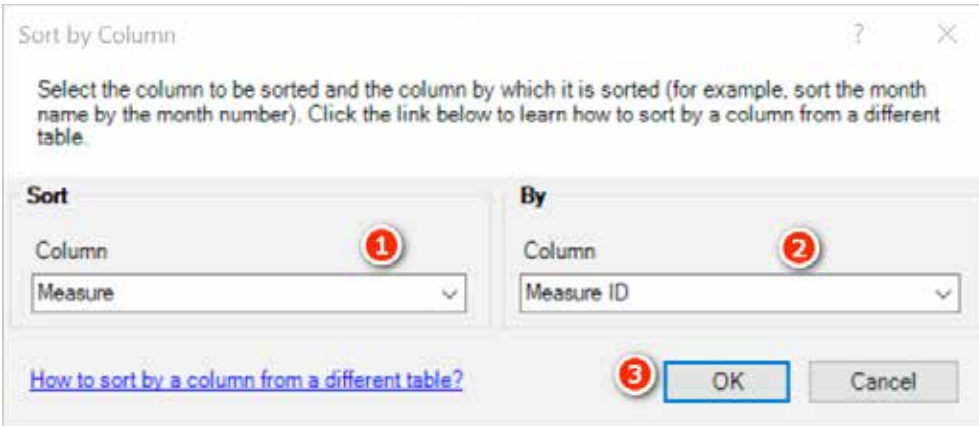 Sort by Column
?
Select the column to be sorted and the column by which it is sorted (for example, sort the month
name by the month number). Click the link below to learn how to sort by a column from a different
table.
Sort
By
Column
1
Column
2
Measure
Measure ID
How to sort by a column from a different table?
3
OK
Cancel